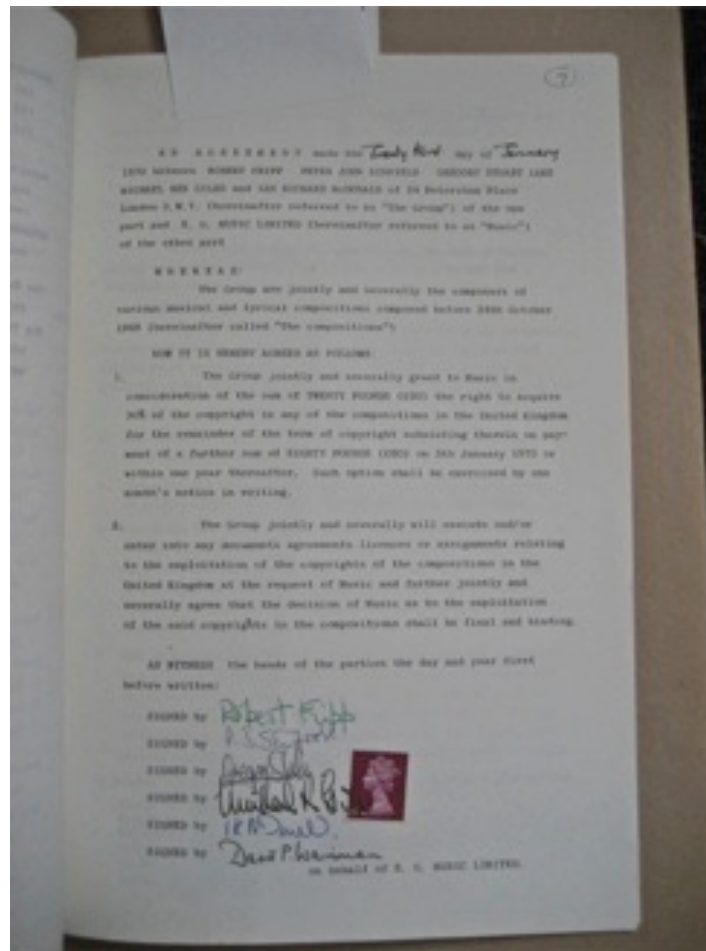 AN AGREEMENT made the Twenty third day of January
1970 between ROBERT FRIPP PETER JOHN SINFIELD GREGORY STUART LAKE
MICHAEL REX GILES and IAN RICHARD McDONALD of 24 Petersham Place
London S.W.7. (hereinafter referred to as "The Group") of the one
part and E. G. MUSIC LIMITED (hereinafter referred to as "Music")
of the other part
WHEREAS:
The Group are jointly and severally the composers of
various musical and lyrical compositions composed before October
(hereinafter called "The compositions")
NOW IT IS HEREBY AGREED AS FOLLOWS:
1. The Group jointly and severally grant to Music in
consideration of the sum of TWENTY POUNDS (£20) the right to acquire
of the copyright in any of the compositions in the United Kingdom
for the remainder of the term of copyright subsisting therein on pay-
ment of a further sum of EIGHTY POUNDS (£80) on 5th January or
within one year thereafter. Such option shall be exercised by one
month's notice in writing.
2. The Group jointly and severally will execute and/or
enter into any documents agreements licences or assignments relating
to the exploitation of the copyrights of the compositions in the
United Kingdom at the request of Music and further jointly and
severally agree that the decision of Music as to the exploitation
of the said copyrights in the compositions shall be final and binding.
AS WITNESS the hands of the parties the day and year first
before written:
SIGNED by Robert Fripp
SIGNED by
SIGNED by
SIGNED by Michael R
SIGNED by
SIGNED by David P
on behalf of E. G. MUSIC LIMITED.